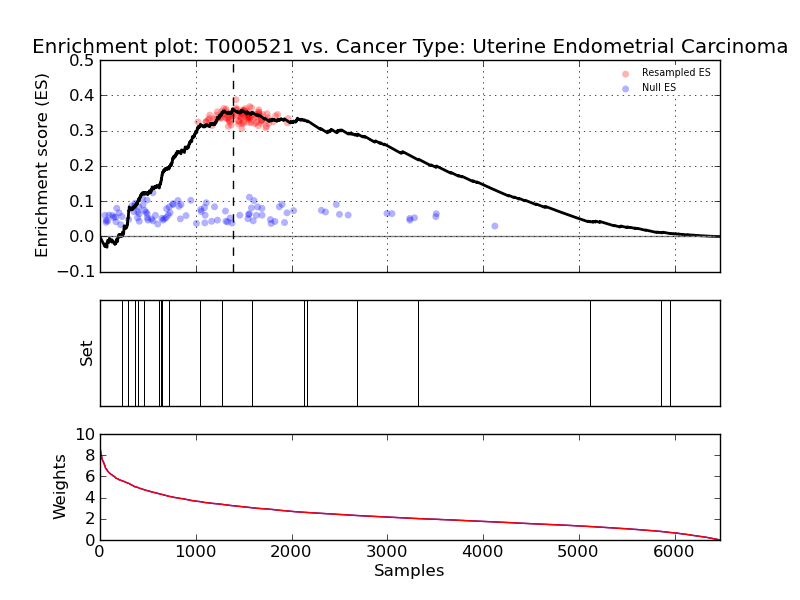 Enrichment plot: T000521 vs. Cancer Type: Uterine Endometrial Carcinoma
0.5
0.4
0.3
0.2
0.1
0.0
−0.1
Enrichment score (ES)
Resampled ES
Null ES
Set
10
8
6
4
2
0
Weights
0 1000 2000 3000 4000 5000 6000
Samples